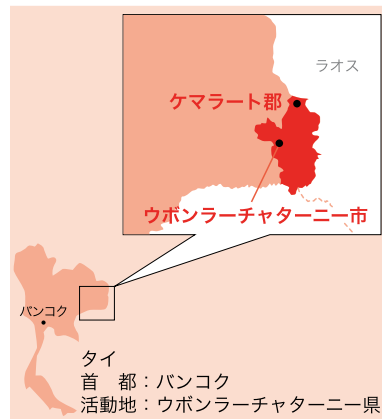 ラオス
ケマラート郡
ウボンラーチャターニー市
バンコク
タイ
首　都：バンコク
活動地：ウボンラーチャターニー県